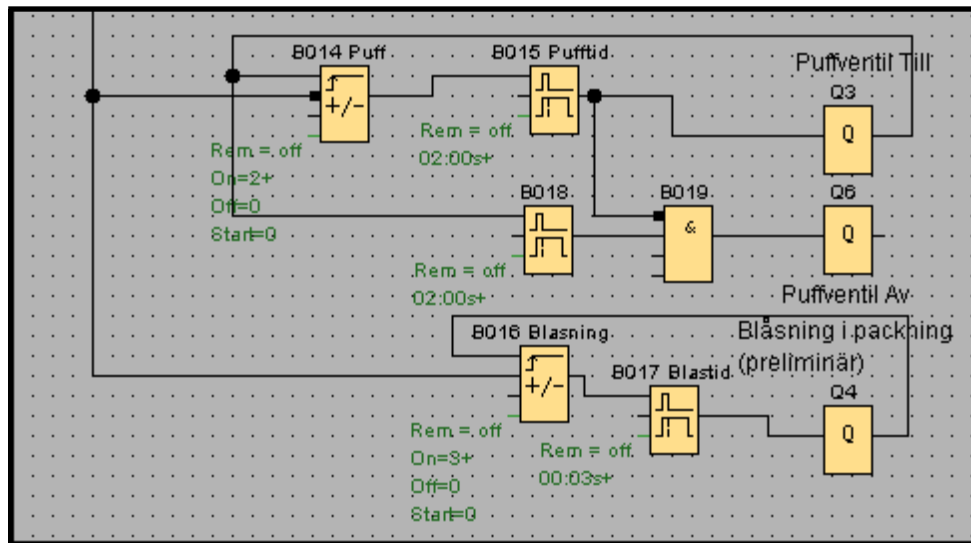 B014 Puff
B015 Pufftid
Puffventil Till
Q3
+/-
Q
Rem = off
On=2+
Off=0
Start=0
Rem = off
02:00s+
B018
B019
Q6
&
Q
Rem = off
02:00s+
Puffventil Av
B016 Blasning
Blåsning i packning
(preliminär)
+/-
B017 Blastid
Q4
Q
Rem = off
On=3+
Off=0
Start=0
Rem = off
00:03s+